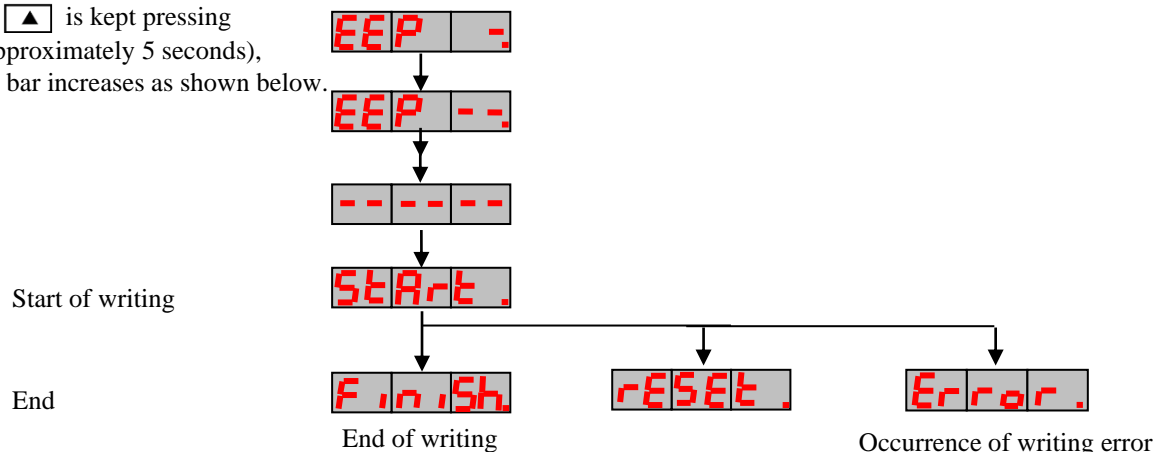 ▲ is kept pressing
pproximately 5 seconds),
bar increases as shown below.
EEP -.
EEP --.
------
StArt.
Start of writing
FiniSh.
rESEt.
Error.
End
End of writing
Occurrence of writing error